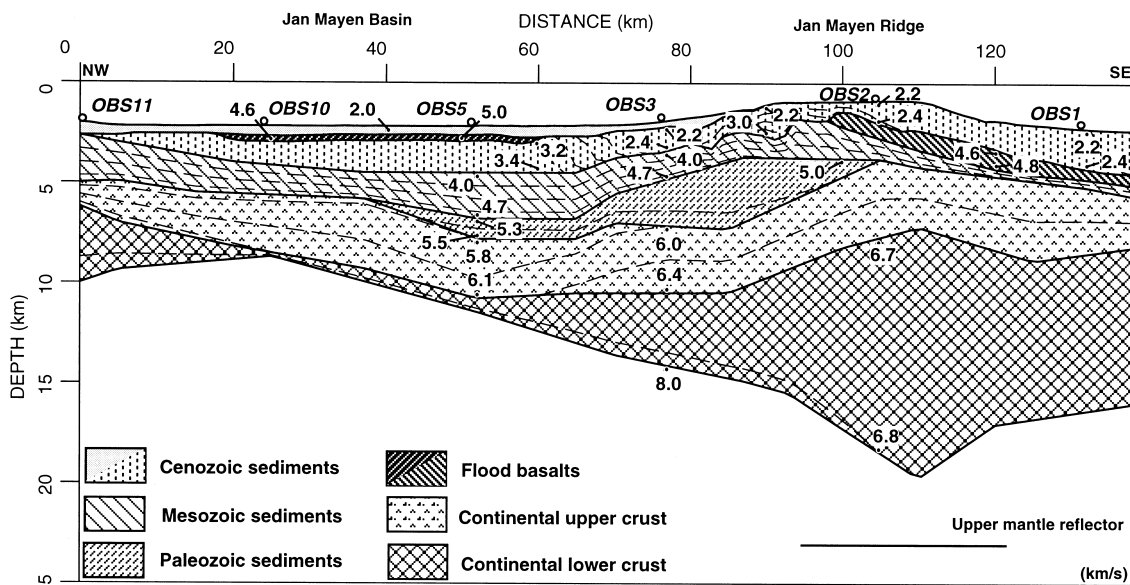 Jan Mayen Basin DISTANCE (km) Jan Mayen Ridge
0 20 40 60 80 100 120
NW SE
0 5 10 15 20 5
DEPTH (km)
OBS11 4.6 OBS10 2.0 OBS5 5.0 OBS3 OBS2 2.2 OBS1
3.4 3.2 2.4 2.2 3.0 2.2 2.4 4.6 4.8 2.2 2.4
4.0 4.7 4.0 5.0
4.7 5.3
5.5 5.8 6.0
6.1 6.4 6.7
8.0
6.8
Cenozoic sediments Flood basalts
Mesozoic sediments Continental upper crust
Paleozoic sediments Continental lower crust
Upper mantle reflector
(km/s)